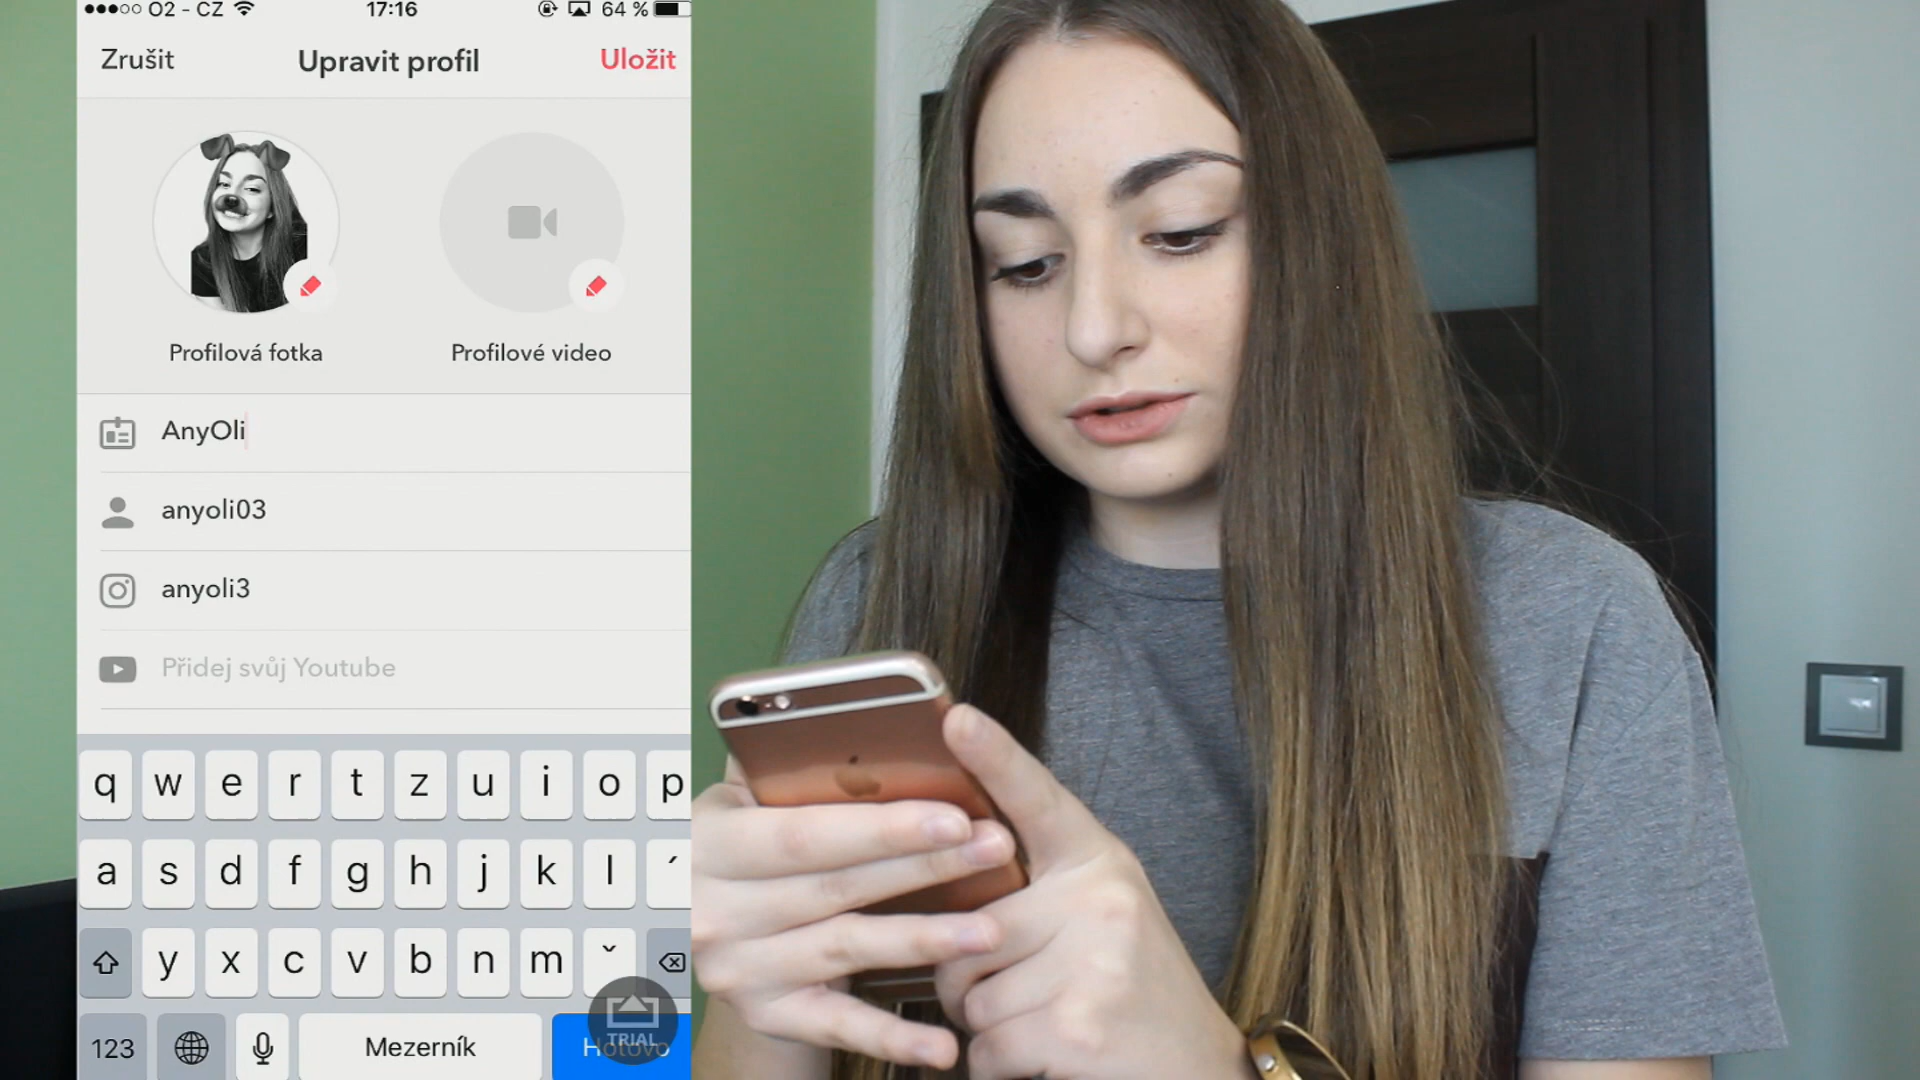 O2 - CZ 17:16 64 %
Zrušit Upravit profil Uložit
Profilová fotka Profilové video
AnyOli
anyoli03
anyoli3
Přidej svůj Youtube
q w e r t z u i o p
a s d f g h j k l ´
y x c v b n m ˇ
123 Mezerník Hotovo
TRIAL